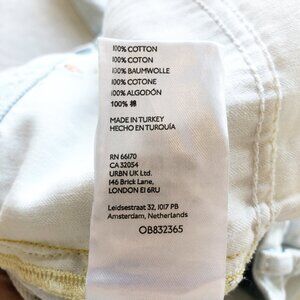 100% COTTON
100% COTON
100% BAUMWOLLE
100% COTONE
100% ALGODÓN
100% 棉
MADE IN TURKEY
HECHO EN TURQUÍA
RN 66170
CA 32054
URBN UK Ltd.
146 Brick Lane,
LONDON E1 6RU
Leidsestraat 32, 1017 PB
Amsterdam, Netherlands
OB832365